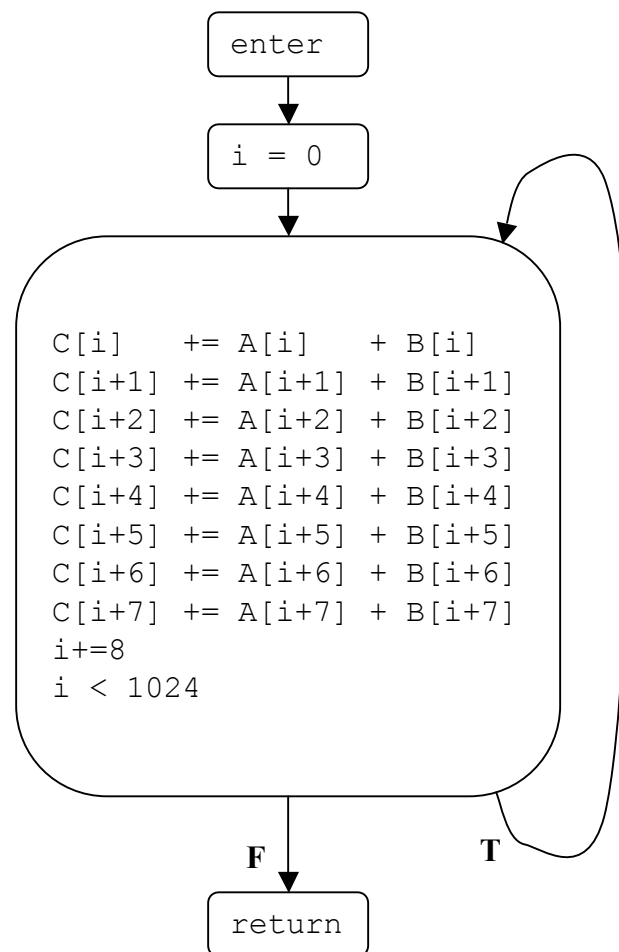 enter
i = 0
C[i]   += A[i]   + B[i]
C[i+1] += A[i+1] + B[i+1]
C[i+2] += A[i+2] + B[i+2]
C[i+3] += A[i+3] + B[i+3]
C[i+4] += A[i+4] + B[i+4]
C[i+5] += A[i+5] + B[i+5]
C[i+6] += A[i+6] + B[i+6]
C[i+7] += A[i+7] + B[i+7]
i+=8
i < 1024
F
T
return